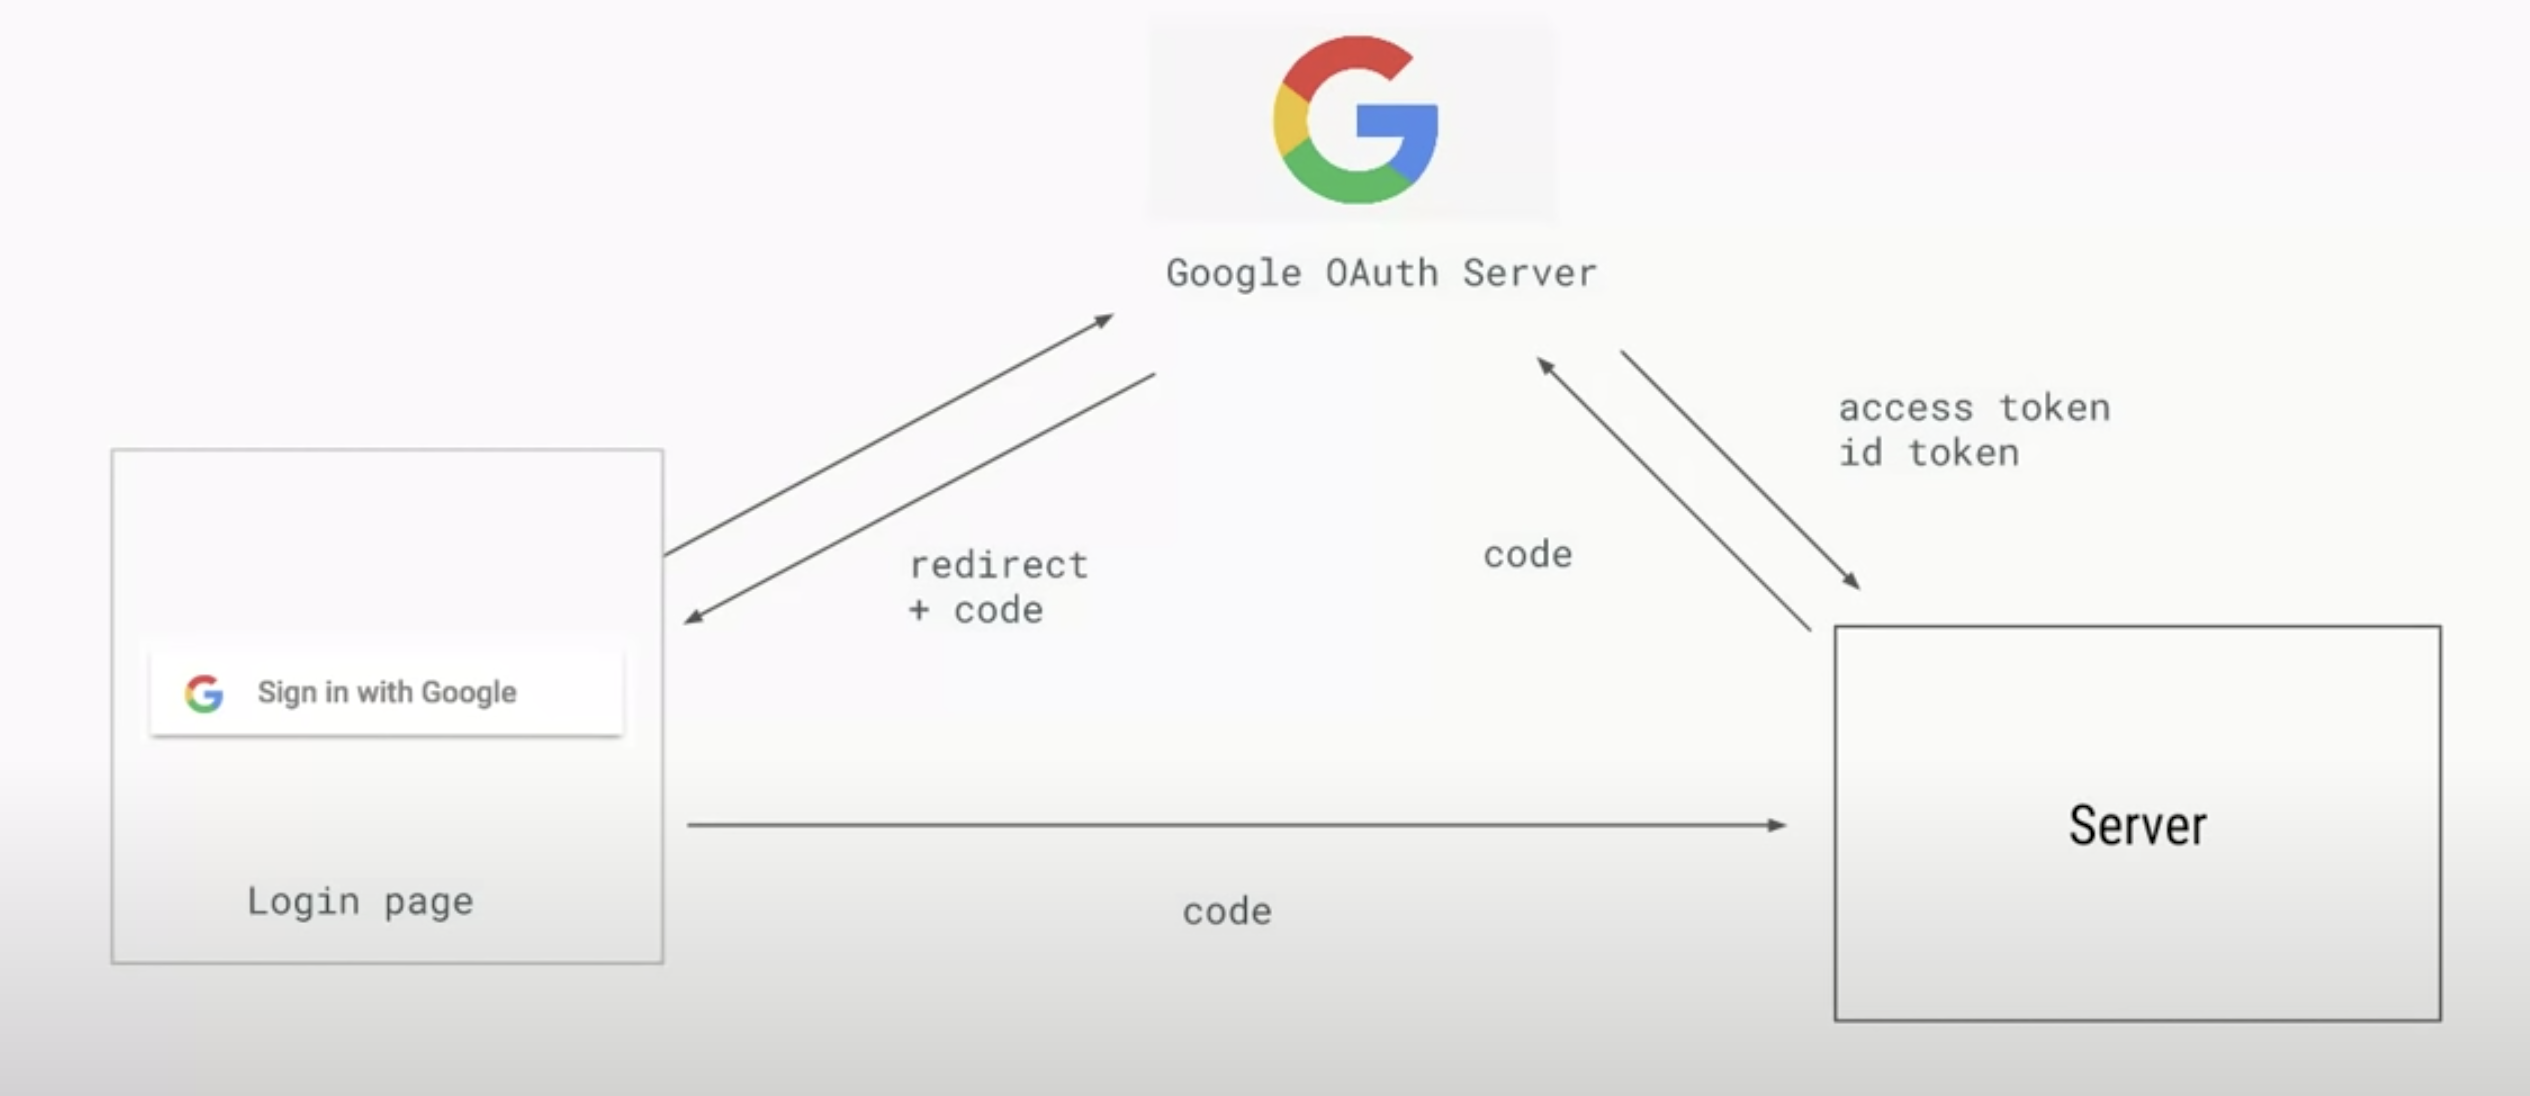 Google OAuth Server
access token
id token
redirect
+ code
code
Sign in with Google
Server
Login page
code